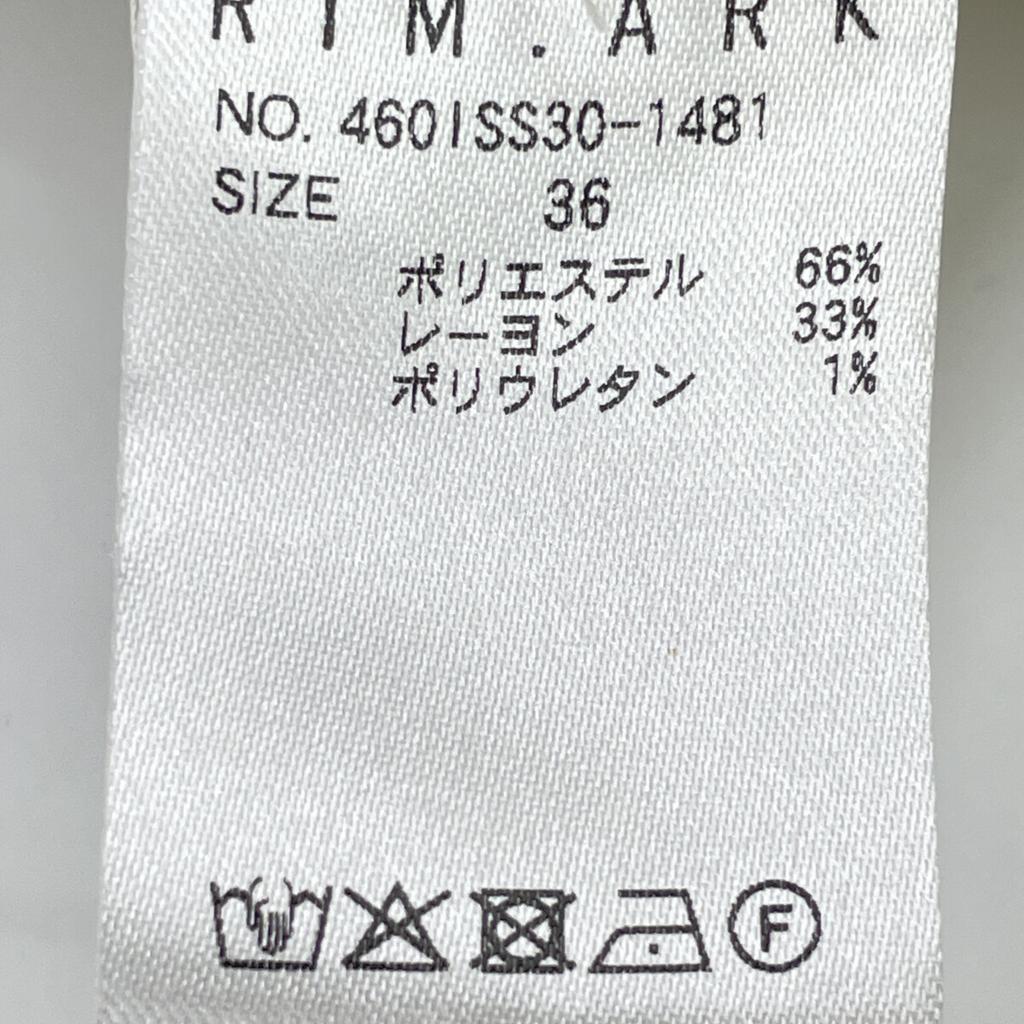 RIM.ARK
NO. 460ISS30-1481
SIZE 36
ポリエステル 66%
レーヨン 33%
ポリウレタン 1%
F